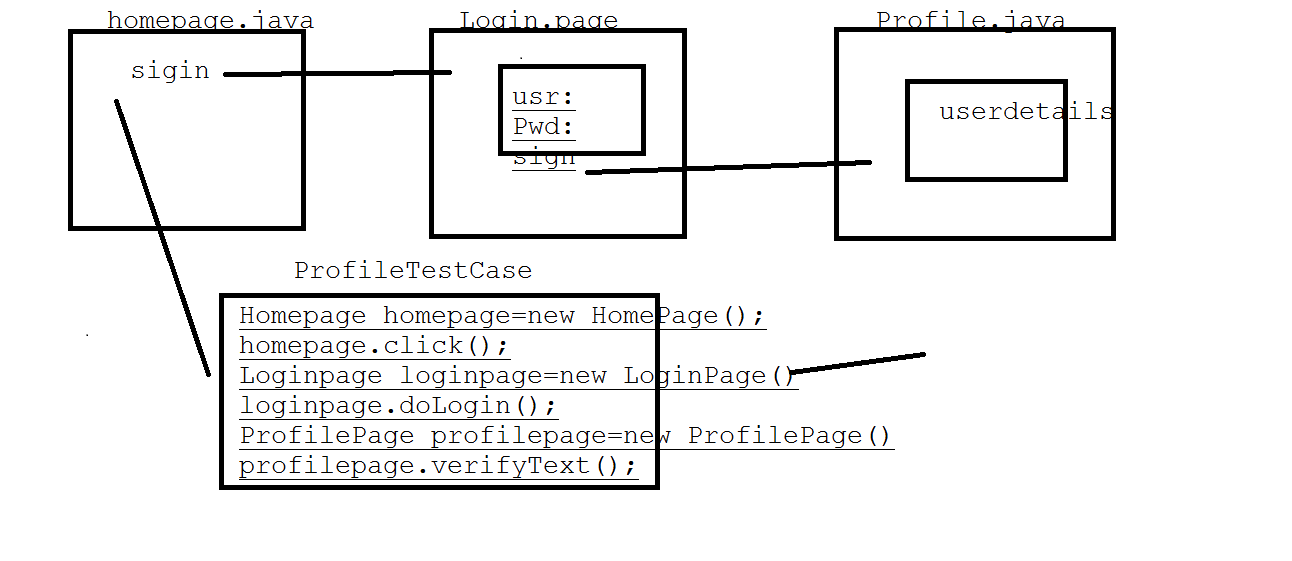 homepage.java
Login.page
Profile.java
sigin
usr:
Pwd:
sign
userdetails
ProfileTestCase
Homepage homepage=new HomePage();
homepage.click();
Loginpage loginpage=new LoginPage()
loginpage.doLogin();
ProfilePage profilepage=new ProfilePage()
profilepage.verifyText();